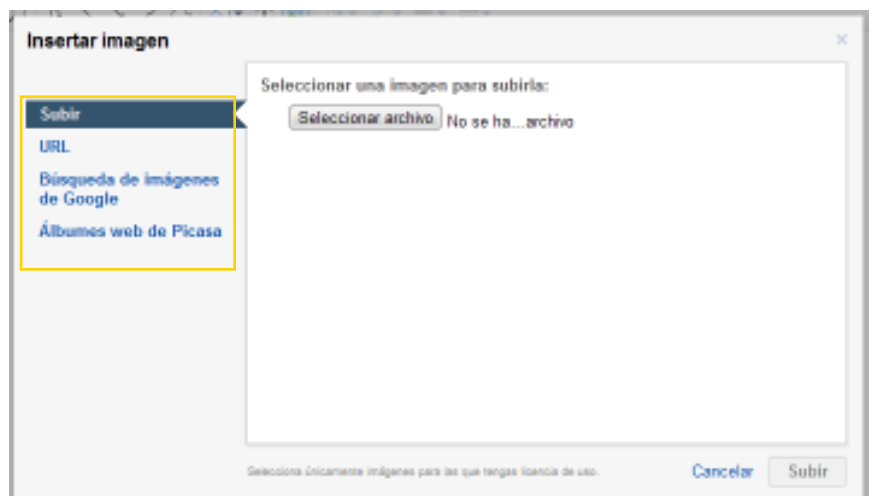 Insertar imagen
×
Seleccionar una imagen para subirla:
Subir
Seleccionar archivo No se ha...archivo
URL
Búsqueda de imágenes
de Google
Álbumes web de Picasa
Selecciona únicamente imágenes para las que tengas licencia de uso.
Cancelar
Subir